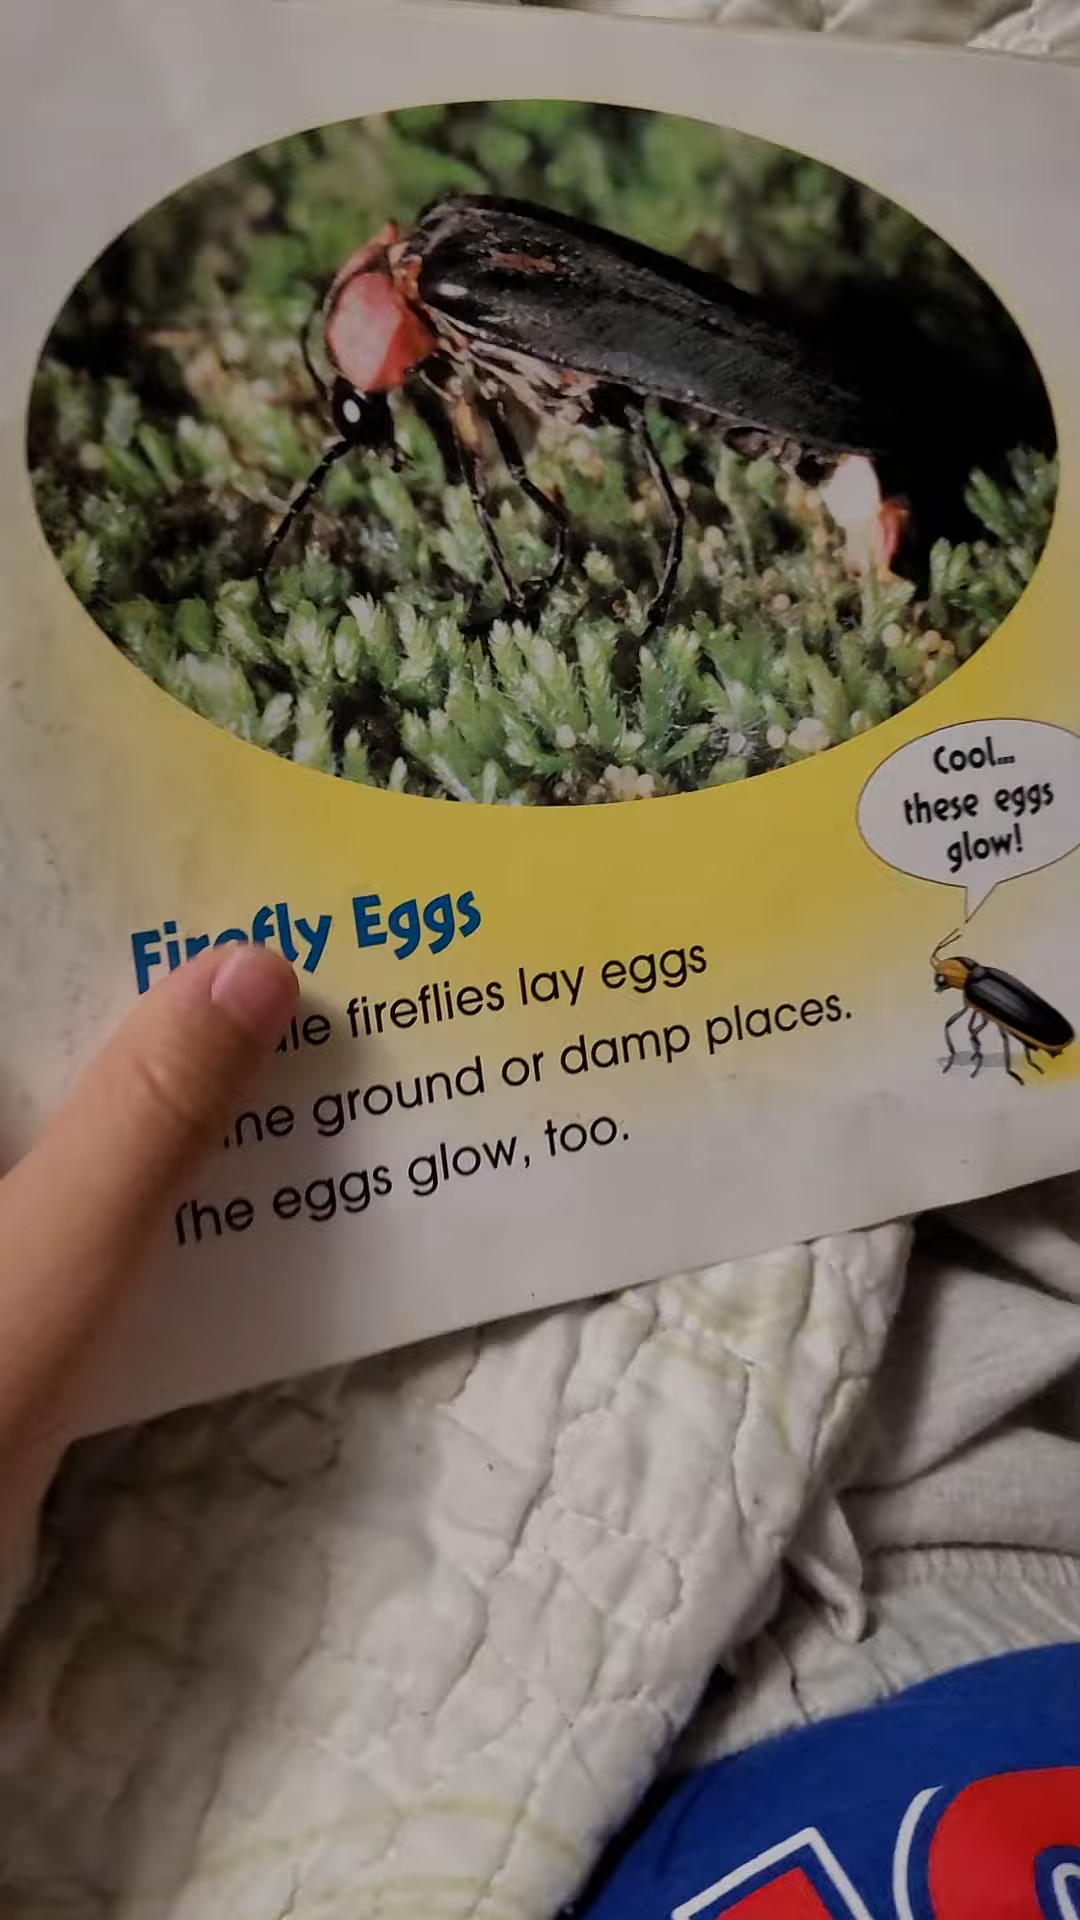 Cool...
these eggs
glow!
Firefly Eggs
fireflies lay eggs
ground or damp places.
The eggs glow, too.